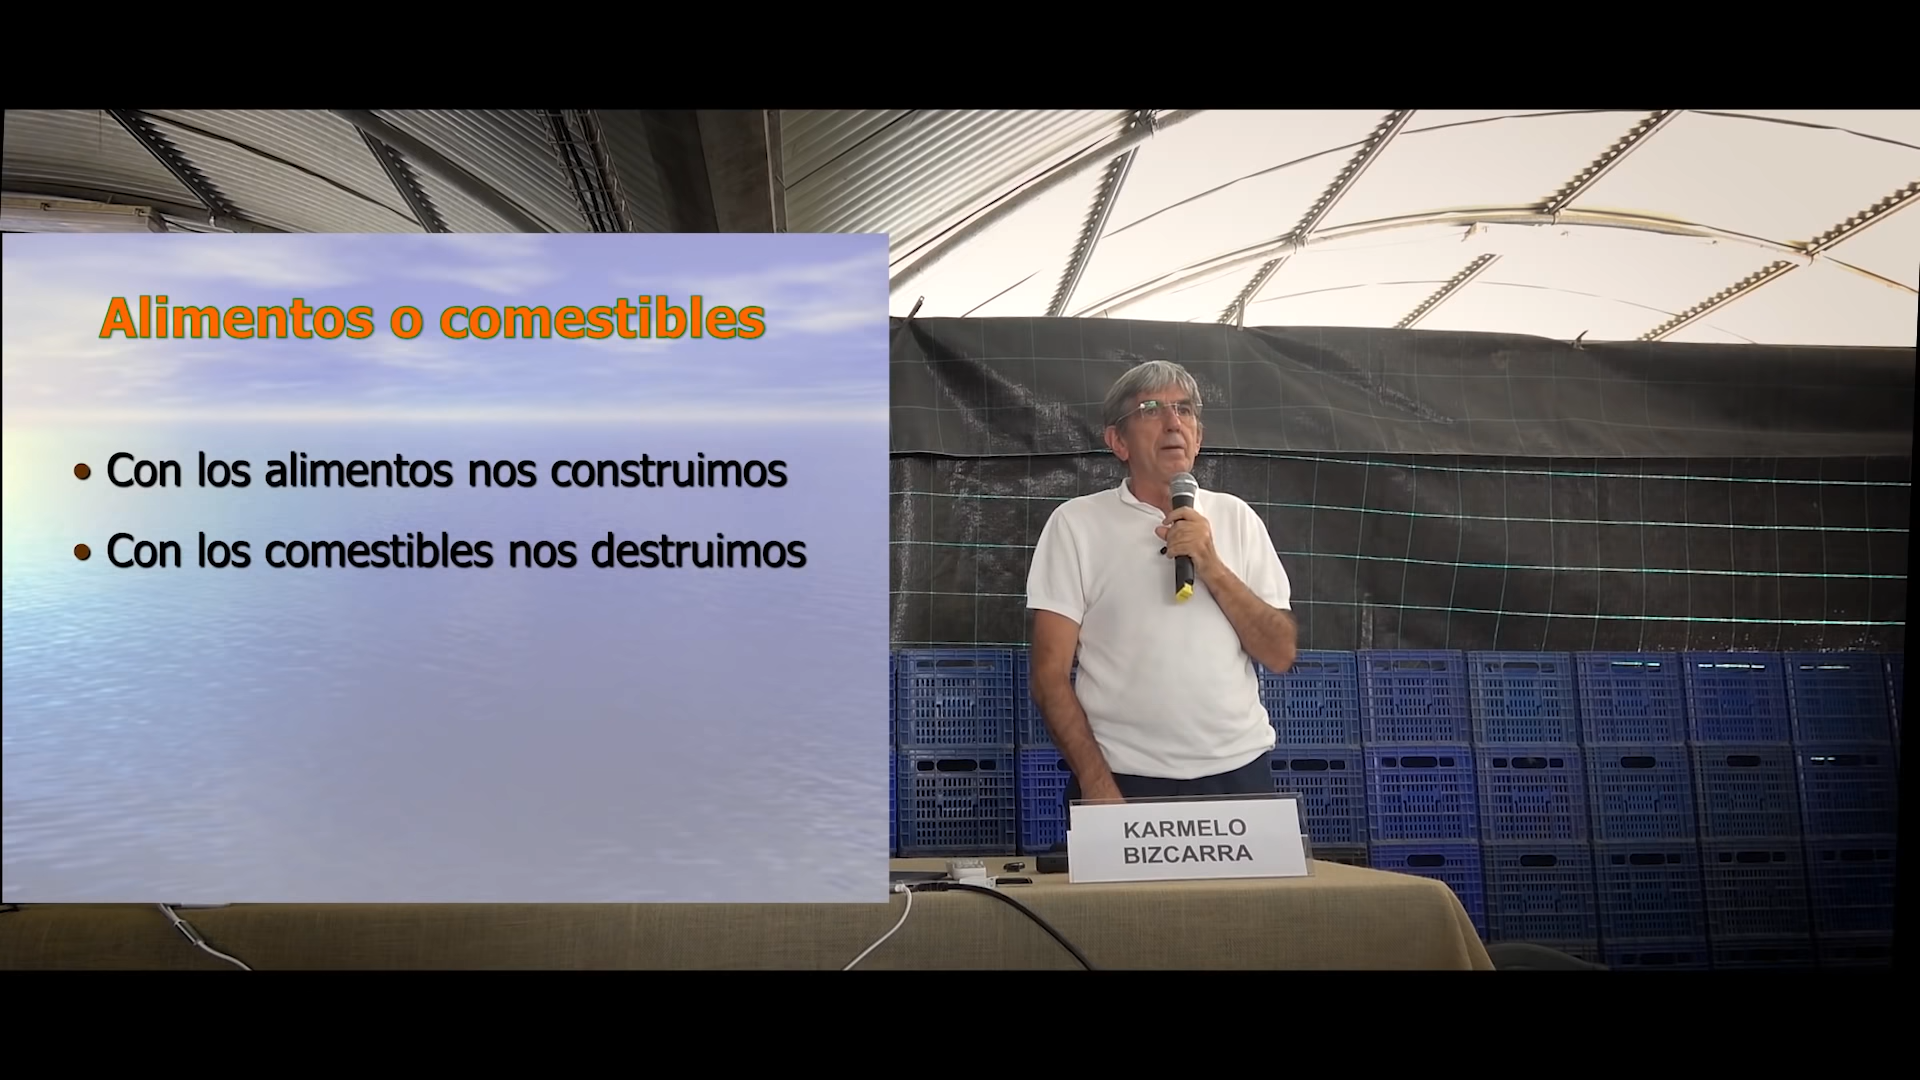 Alimentos o comestibles
• Con los alimentos nos construimos
• Con los comestibles nos destruimos
KARMELO
BIZCARRA